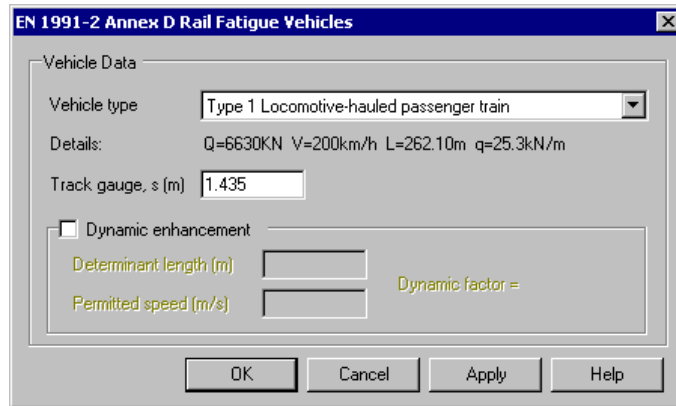 EN 1991-2 Annex D Rail Fatigue Vehicles
Vehicle Data
Vehicle type Type 1 Locomotive-hauled passenger train
Details: Q=6630KN V=200km/h L=262.10m q=25.3kN/m
Track gauge, s (m) 1.435
Dynamic enhancement
Determinant length (m)
Dynamic factor =
Permitted speed (m/s)
OK Cancel Apply Help